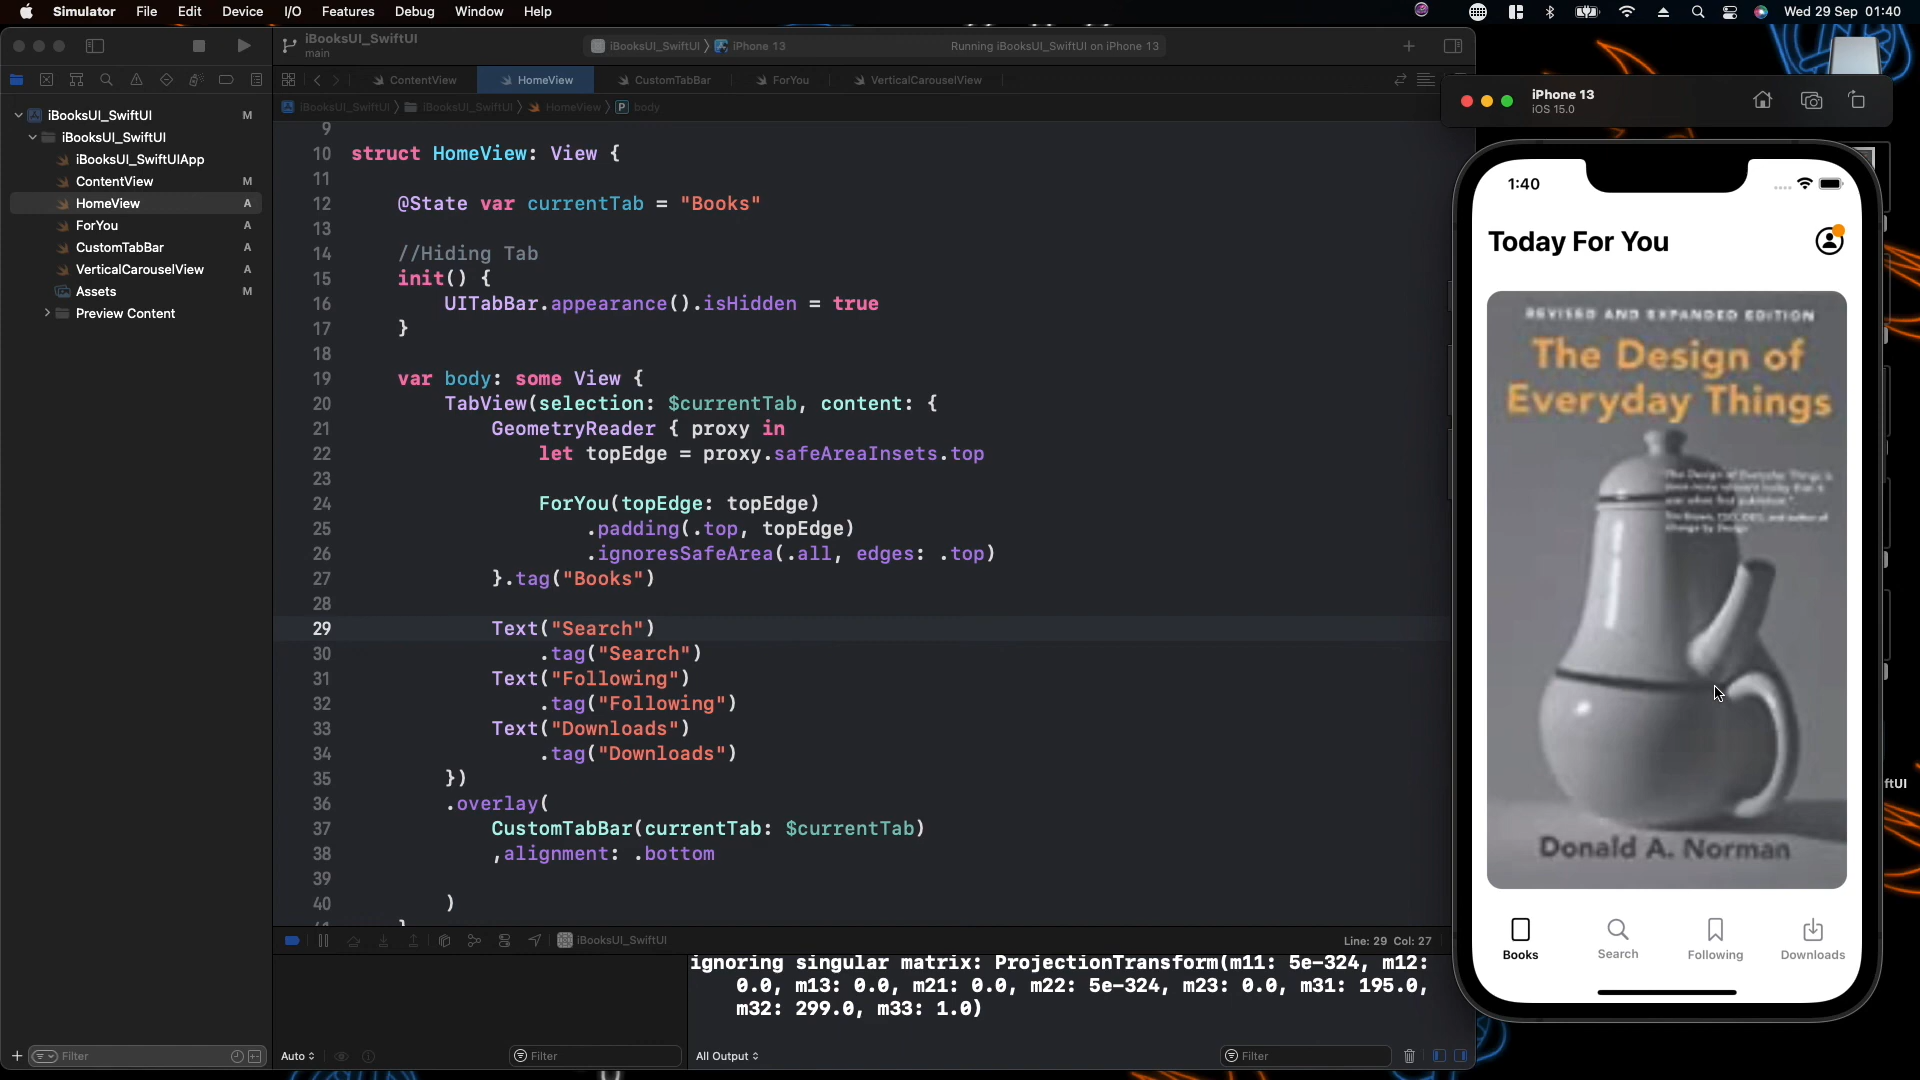 Simulator File Edit Device I/O Features Debug Window Help
Wed 29 Sep 01:40
iBooksUI_SwiftUI
main
iBooksUI_SwiftUI
iPhone 13
Running iBooksUI_SwiftUI on iPhone 13
ContentView
HomeView
CustomTabBar
ForYou
VerticalCarouselView
iBooksUI_SwiftUI
iBooksUI_SwiftUI
HomeView
P body
iBooksUI_SwiftUI M
iBooksUI_SwiftUI
iBooksUI_SwiftUIApp
ContentView M
HomeView A
ForYou A
CustomTabBar A
VerticalCarouselView A
Assets M
Preview Content
Filter
9
10 struct HomeView: View {
11
12 @State var currentTab = "Books"
13
14 //Hiding Tab
15 init() {
16 UITabBar.appearance().isHidden = true
17 }
18
19 var body: some View {
20 TabView(selection: $currentTab, content: {
21 GeometryReader { proxy in
22 let topEdge = proxy.safeAreaInsets.top
23
24 ForYou(topEdge: topEdge)
25 .padding(.top, topEdge)
26 .ignoresSafeArea(.all, edges: .top)
27 }.tag("Books")
28
29 Text("Search")
30 .tag("Search")
31 Text("Following")
32 .tag("Following")
33 Text("Downloads")
34 .tag("Downloads")
35 })
36 .overlay(
37 CustomTabBar(currentTab: $currentTab)
38 ,alignment: .bottom
39
40 )
iBooksUI_SwiftUI
Line: 29 Col: 27
ignoring singular matrix: ProjectionTransform(m11: 5e-324, m12:
0.0, m13: 0.0, m21: 0.0, m22: 5e-324, m23: 0.0, m31: 195.0,
m32: 299.0, m33: 1.0)
Auto
Filter
All Output
Filter
iPhone 13
iOS 15.0
1:40
Today For You
REVISED AND EXPANDED EDITION
The Design of
Everyday Things
Donald A. Norman
Books
Search
Following
Downloads
ftUI